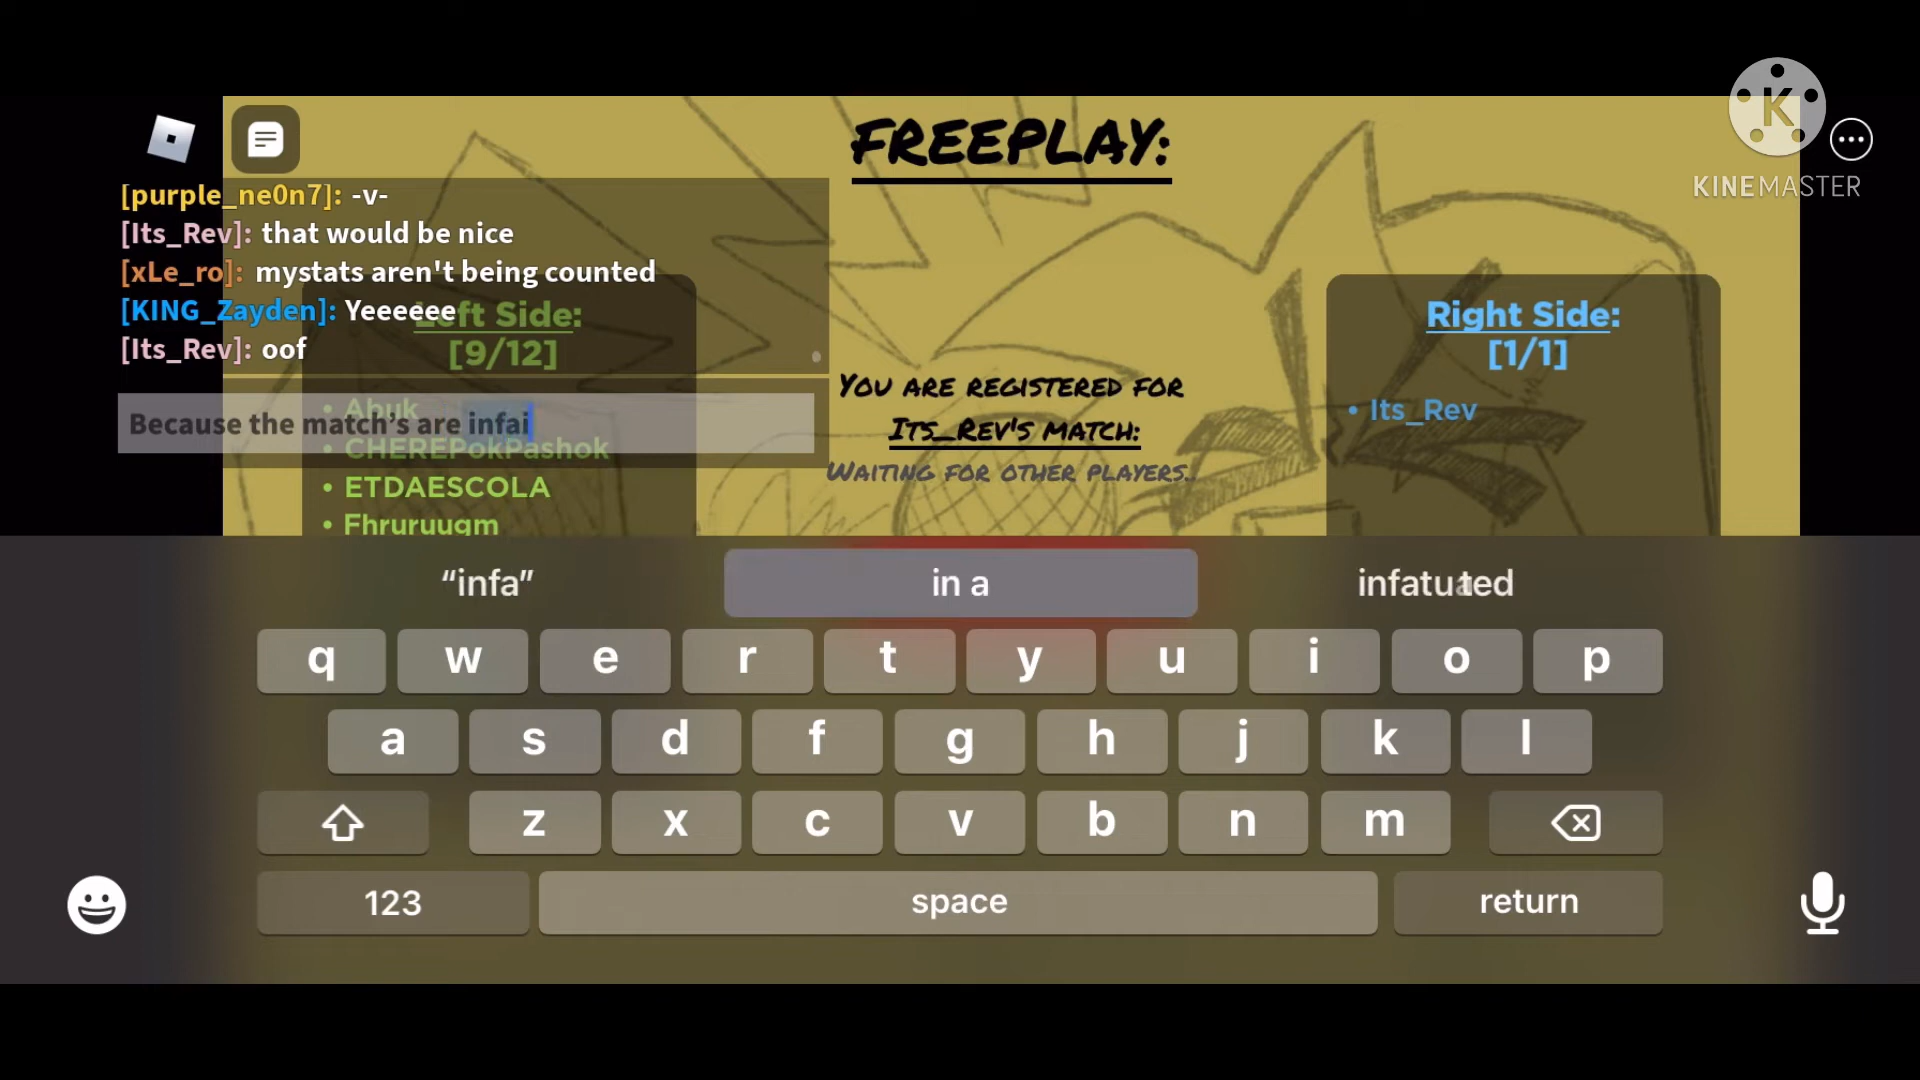 FREEPLAY:
K
KINEMASTER
[purple_ne0n7]: -v-
[Its_Rev]: that would be nice
[xLe_ro]: mystats aren't being counted
[KING_Zayden]: Yeeeeee
[Its_Rev]: oof
Because the match’s are infai
Left Side:
[9/12]
• Abuk
• CHEREPokPashok
• ETDAESCOLA
• Fhruruugm
YOU ARE REGISTERED FOR
ITS_REV'S MATCH:
WAITING FOR OTHER PLAYERS..
Right Side:
[1/1]
• Its_Rev
“infa” in a infatuated
q w e r t y u i o p
a s d f g h j k l
z x c v b n m
123 space return